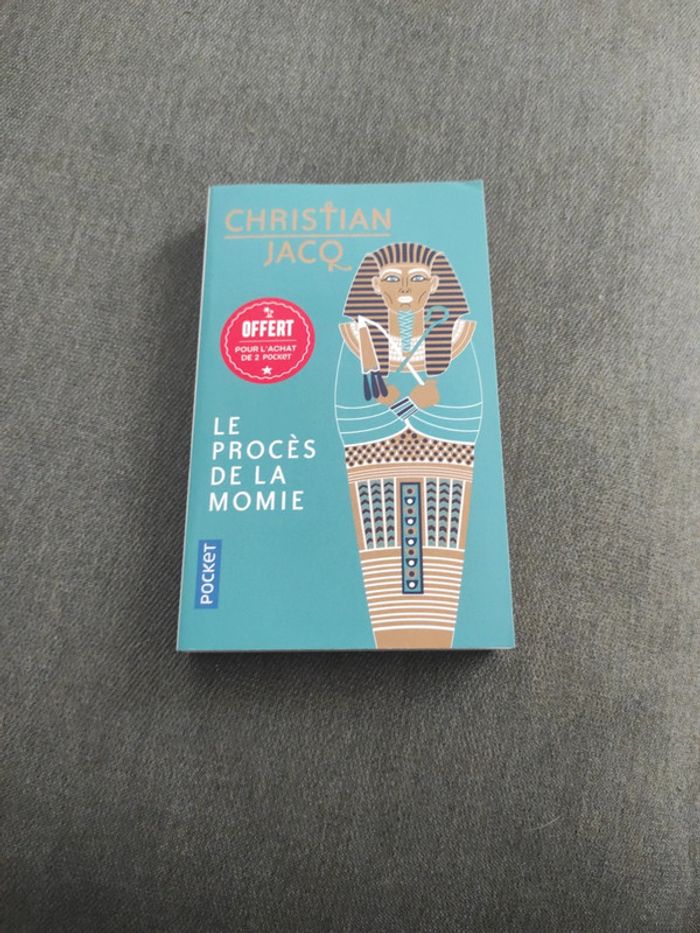 CHRISTIAN
JACQ
OFFERT
POUR L'ACHAT
DE 2 POCKET
LE
PROCÈS
DE LA
MOMIE
POCKET